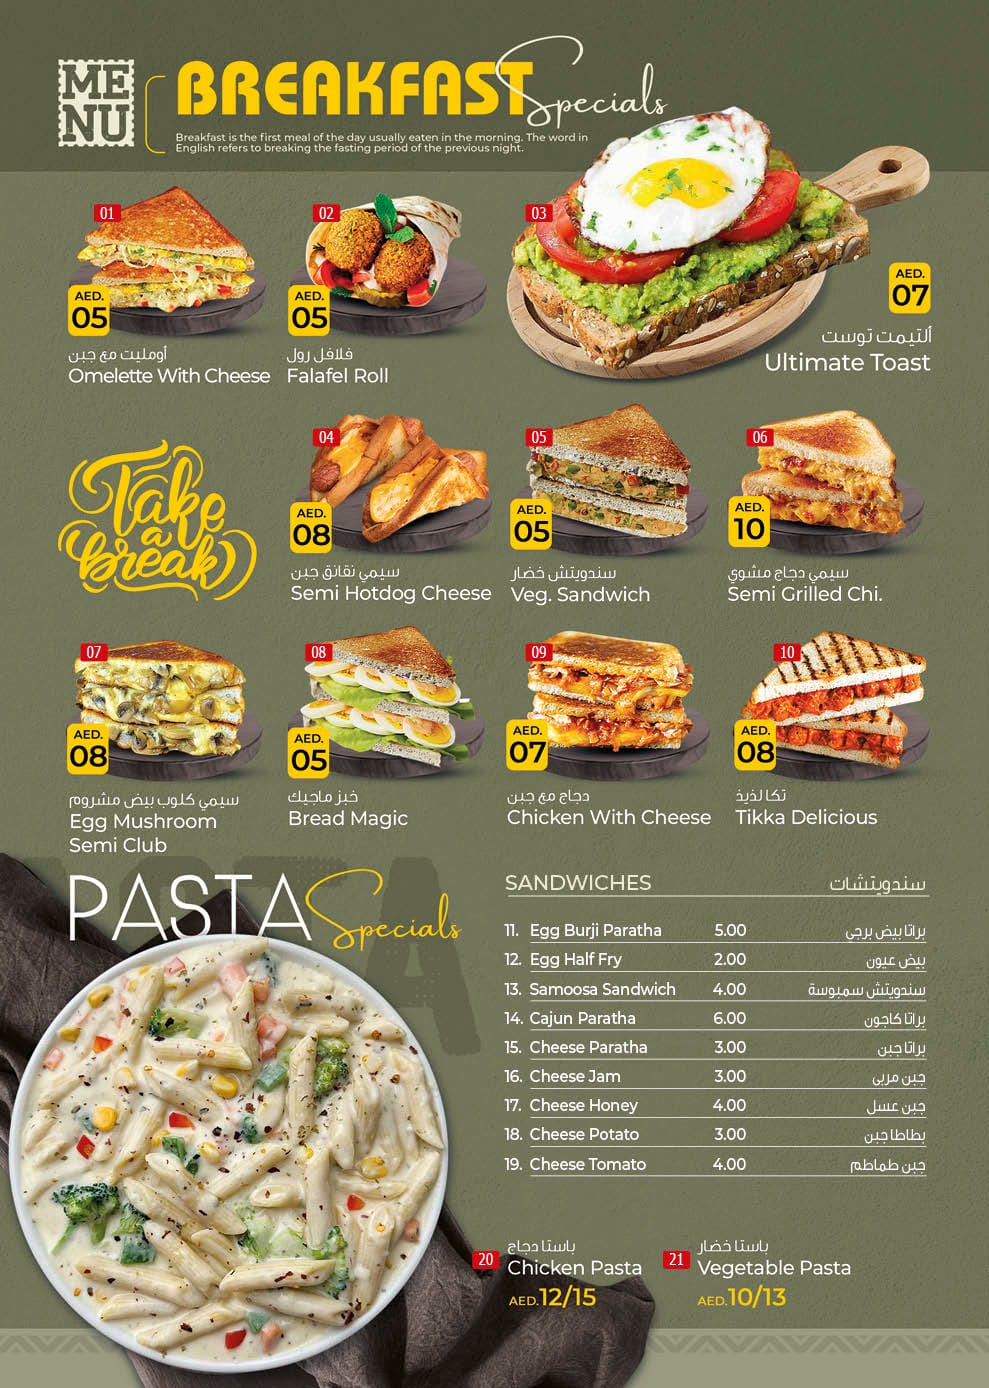 ME
NU
BREAKFAST Specials
Breakfast is the first meal of the day usually eaten in the morning. The word in
English refers to breaking the fasting period of the previous night.
01
AED.
05
أومليت مع جبن
Omelette With Cheese
02
AED.
05
فلافل رول
Falafel Roll
03
AED.
07
ألتيمت توست
Ultimate Toast
Take
a
break
04
AED.
08
سيمي نقانق جبن
Semi Hotdog Cheese
05
AED.
05
سندويتش خضار
Veg. Sandwich
06
AED.
10
سيمي دجاج مشوي
Semi Grilled Chi.
07
AED.
08
سيمي كلوب بيض مشروم
Egg Mushroom
Semi Club
08
AED.
05
خبز ماجيك
Bread Magic
09
AED.
07
دجاج مع جبن
Chicken With Cheese
10
AED.
08
تكا لذيذ
Tikka Delicious
PASTA Specials
SANDWICHES سندويتشات
11. Egg Burji Paratha 5.00 براتا بيض برجي
12. Egg Half Fry 2.00 بيض عيون
13. Samoosa Sandwich 4.00 سندويتش سمبوسة
14. Cajun Paratha 6.00 براتا كاجون
15. Cheese Paratha 3.00 براتا جبن
16. Cheese Jam 3.00 جبن مربى
17. Cheese Honey 4.00 جبن عسل
18. Cheese Potato 3.00 بطاطا جبن
19. Cheese Tomato 4.00 جبن طماطم
20
باستا دجاج
Chicken Pasta
AED.12/15
21
باستا خضار
Vegetable Pasta
AED.10/13